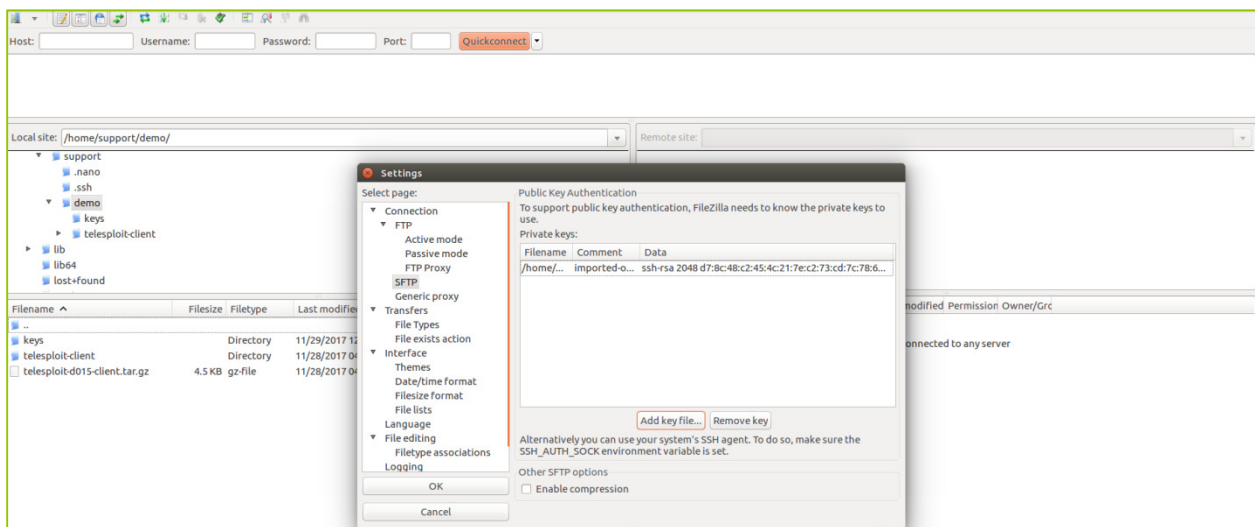 Host: Username: Password: Port: Quickconnect
Local site: /home/support/demo/
Remote site:
support
.nano
.ssh
demo
keys
telesploit-client
lib
lib64
lost+found
Filename Filesize Filetype Last modifie
..
keys Directory 11/29/2017 12
telesploit-client Directory 11/28/2017 04
telesploit-d015-client.tar.gz 4.5 KB gz-file 11/28/2017 04
Settings
Select page:
Connection
FTP
Active mode
Passive mode
FTP Proxy
SFTP
Generic proxy
Transfers
File Types
File exists action
Interface
Themes
Date/time format
Filesize format
File lists
Language
File editing
Filetype associations
Logging
OK
Cancel
Public Key Authentication
To support public key authentication, FileZilla needs to know the private keys to
use.
Private keys:
Filename Comment Data
/home/... imported-o... ssh-rsa 2048 d7:8c:48:c2:45:4c:21:7e:c2:73:cd:7c:78:6...
Add key file... Remove key
Alternatively you can use your system's SSH agent. To do so, make sure the
SSH_AUTH_SOCK environment variable is set.
Other SFTP options
Enable compression
modified Permission Owner/Grc
onnected to any server